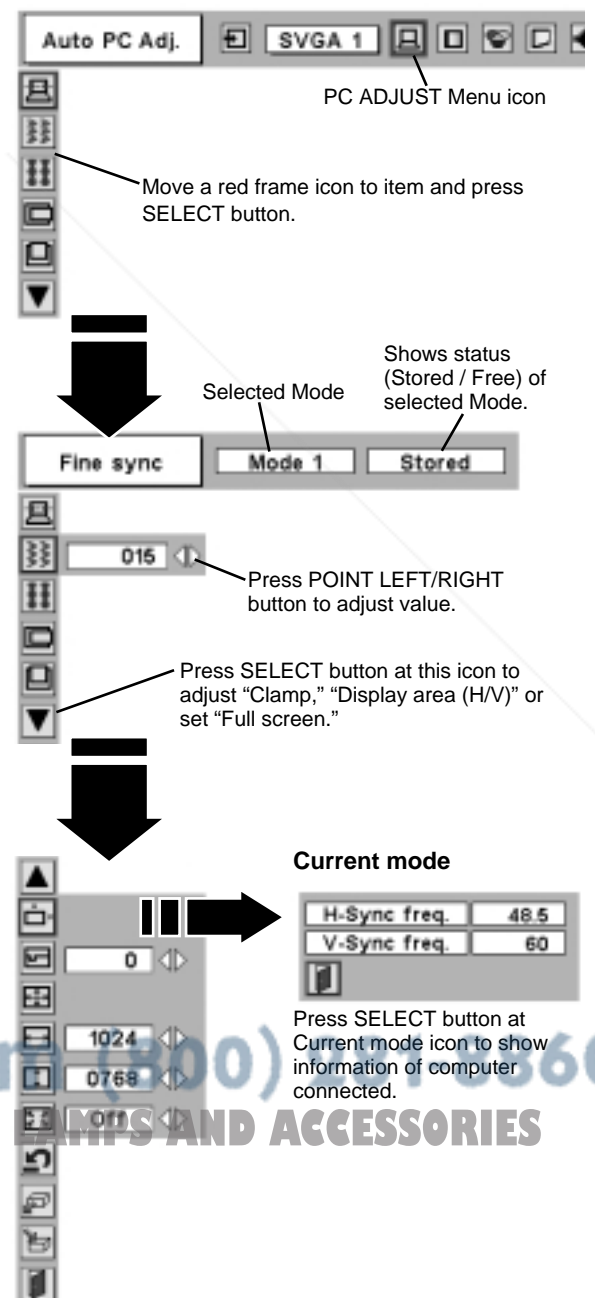 Auto PC Adj.
SVGA 1
PC ADJUST Menu icon
Move a red frame icon to item and press
SELECT button.
Shows status
(Stored / Free) of
selected Mode.
Selected Mode
Fine sync
Mode 1
Stored
015
Press POINT LEFT/RIGHT
button to adjust value.
Press SELECT button at this icon to
adjust “Clamp,” “Display area (H/V)” or
set “Full screen.”
Current mode
H-Sync freq. 48.5
V-Sync freq. 60
0
Press SELECT button at
Current mode icon to show
information of computer
connected.
1024
0768
Off
(800) 281-8860
LAMPS AND ACCESSORIES